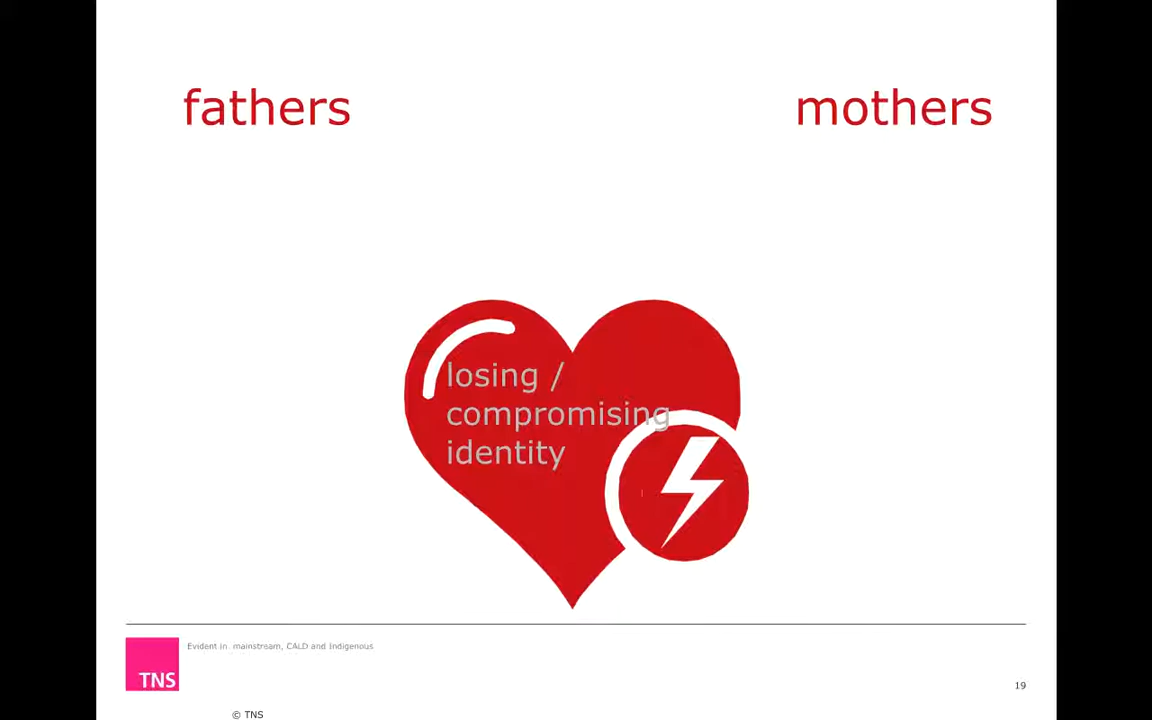 fathers
mothers
losing /
compromising
identity
Evident in mainstream, CALD and Indigenous
TNS
19
© TNS